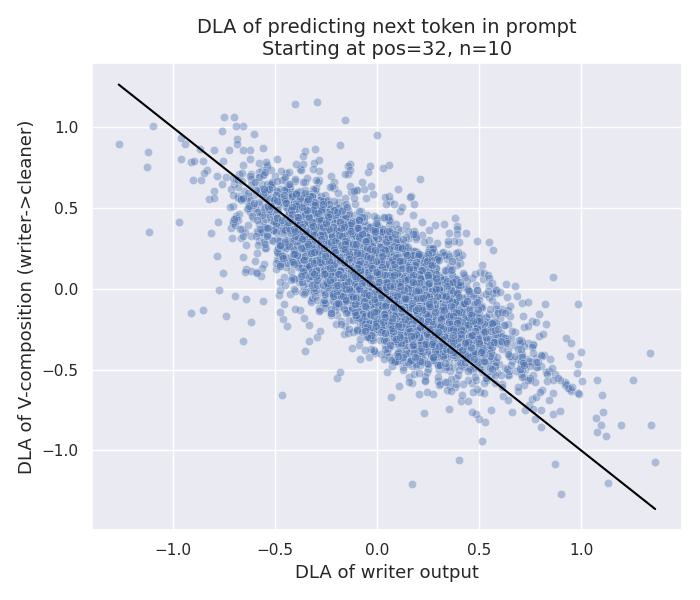 DLA of predicting next token in prompt
Starting at pos=32, n=10
DLA of V-composition (writer->cleaner)
1.0
0.5
0.0
−0.5
−1.0
−1.0 −0.5 0.0 0.5 1.0
DLA of writer output